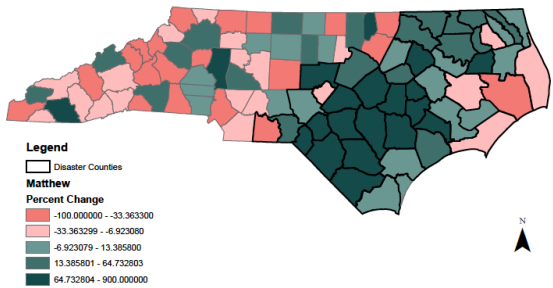 Legend
Disaster Counties
Matthew
Percent Change
-100.000000 - -33.363300
-33.363299 - -6.923080
-6.923079 - 13.385800
13.385801 - 64.732803
64.732804 - 900.000000
N